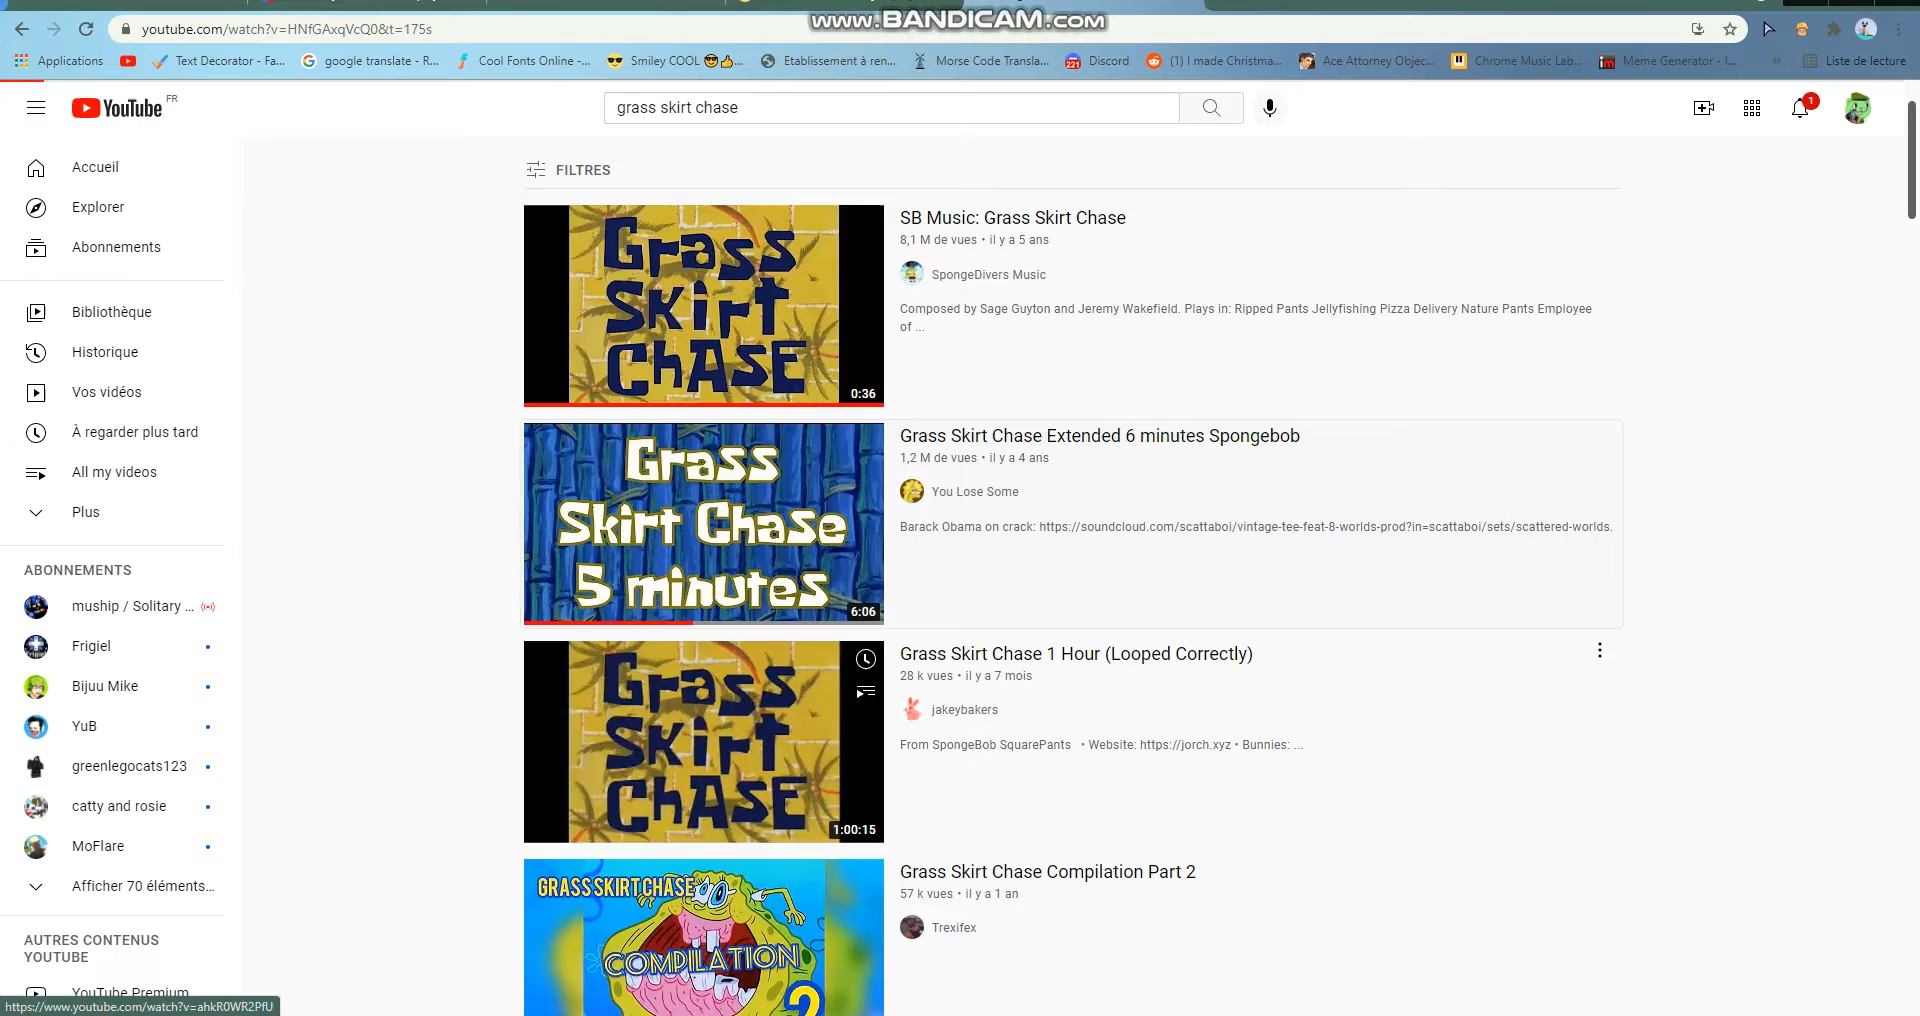 www.BANDICAM.com
youtube.com/watch?v=HNfGAxqVcQ0&t=175s
Applications
Text Decorator - Fa...
google translate - R...
Cool Fonts Online -...
Smiley COOL 😎👍...
Etablissement à ren...
Morse Code Transla...
221
Discord
(1) I made Christma...
Ace Attorney Objec...
Chrome Music Lab...
im
Meme Generator - I...
»
Liste de lecture
YouTube FR
grass skirt chase
1
Accueil
Explorer
Abonnements
Bibliothèque
Historique
Vos vidéos
À regarder plus tard
All my videos
Plus
ABONNEMENTS
muship / Solitary ...
Frigiel
Bijuu Mike
YuB
greenlegocats123
catty and rosie
MoFlare
Afficher 70 éléments...
AUTRES CONTENUS
YOUTUBE
YouTube Premium
https://www.youtube.com/watch?v=ahkR0WR2PfU
FILTRES
Grass
Skirt
ChASE
0:36
SB Music: Grass Skirt Chase
8,1 M de vues • il y a 5 ans
SpongeDivers Music
Composed by Sage Guyton and Jeremy Wakefield. Plays in: Ripped Pants Jellyfishing Pizza Delivery Nature Pants Employee
of ...
Grass
Skirt Chase
5 minutes
6:06
Grass Skirt Chase Extended 6 minutes Spongebob
1,2 M de vues • il y a 4 ans
You Lose Some
Barack Obama on crack: https://soundcloud.com/scattaboi/vintage-tee-feat-8-worlds-prod?in=scattaboi/sets/scattered-worlds.
Grass
Skirt
ChASE
1:00:15
Grass Skirt Chase 1 Hour (Looped Correctly)
28 k vues • il y a 7 mois
jakeybakers
From SpongeBob SquarePants • Website: https://jorch.xyz • Bunnies: ...
GRASS SKIRT CHASE
COMPILATION
2
Grass Skirt Chase Compilation Part 2
57 k vues • il y a 1 an
Trexifex